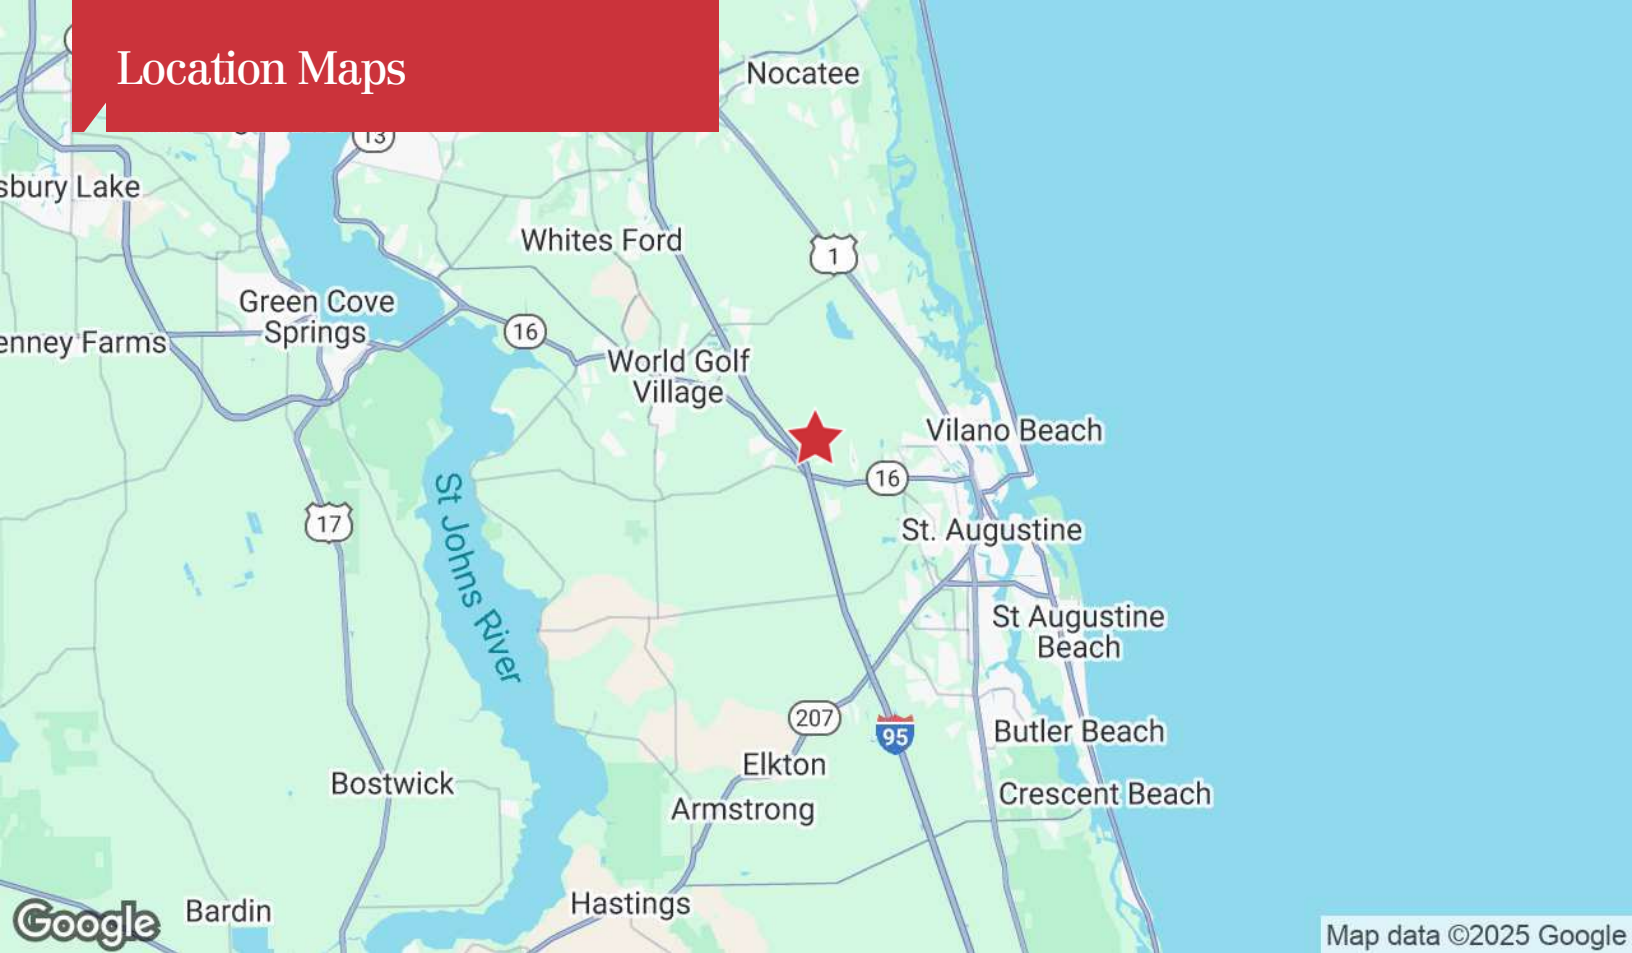 Location Maps
Nocatee
13
sbury Lake
Whites Ford
1
Green Cove
Springs
16
enney Farms
World Golf
Village
Vilano Beach
16
St Johns River
17
St. Augustine
St Augustine
Beach
207
95
Butler Beach
Elkton
Bostwick
Crescent Beach
Armstrong
Hastings
Bardin
Google
Map data ©2025 Google